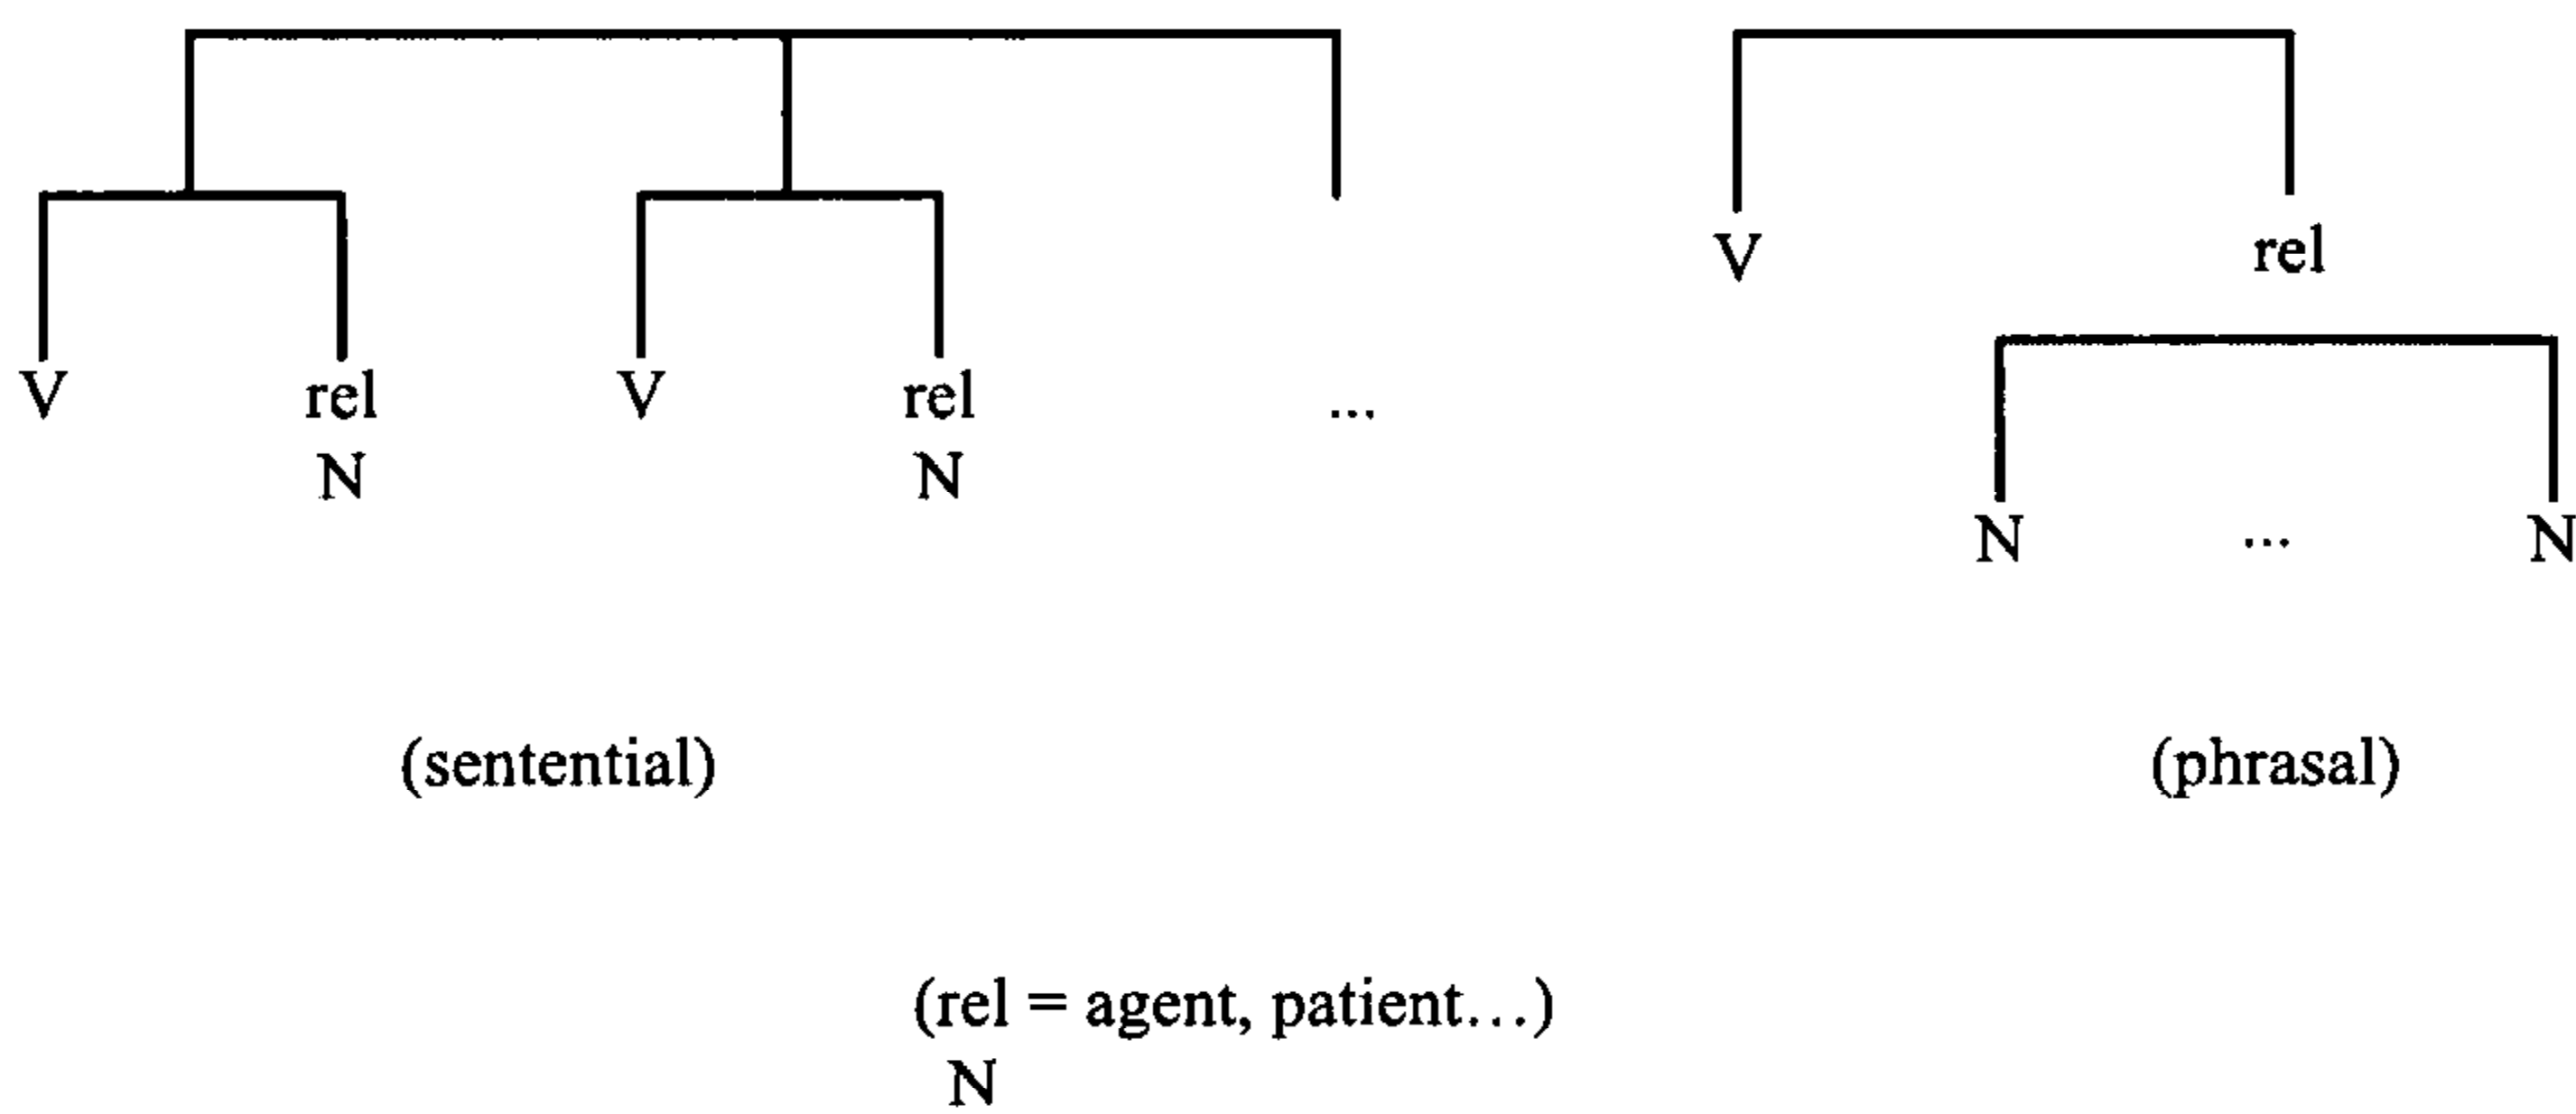 V rel
V rel
N N ...
V rel
N ... N
(sentential) (phrasal)
(rel = agent, patient…)
N